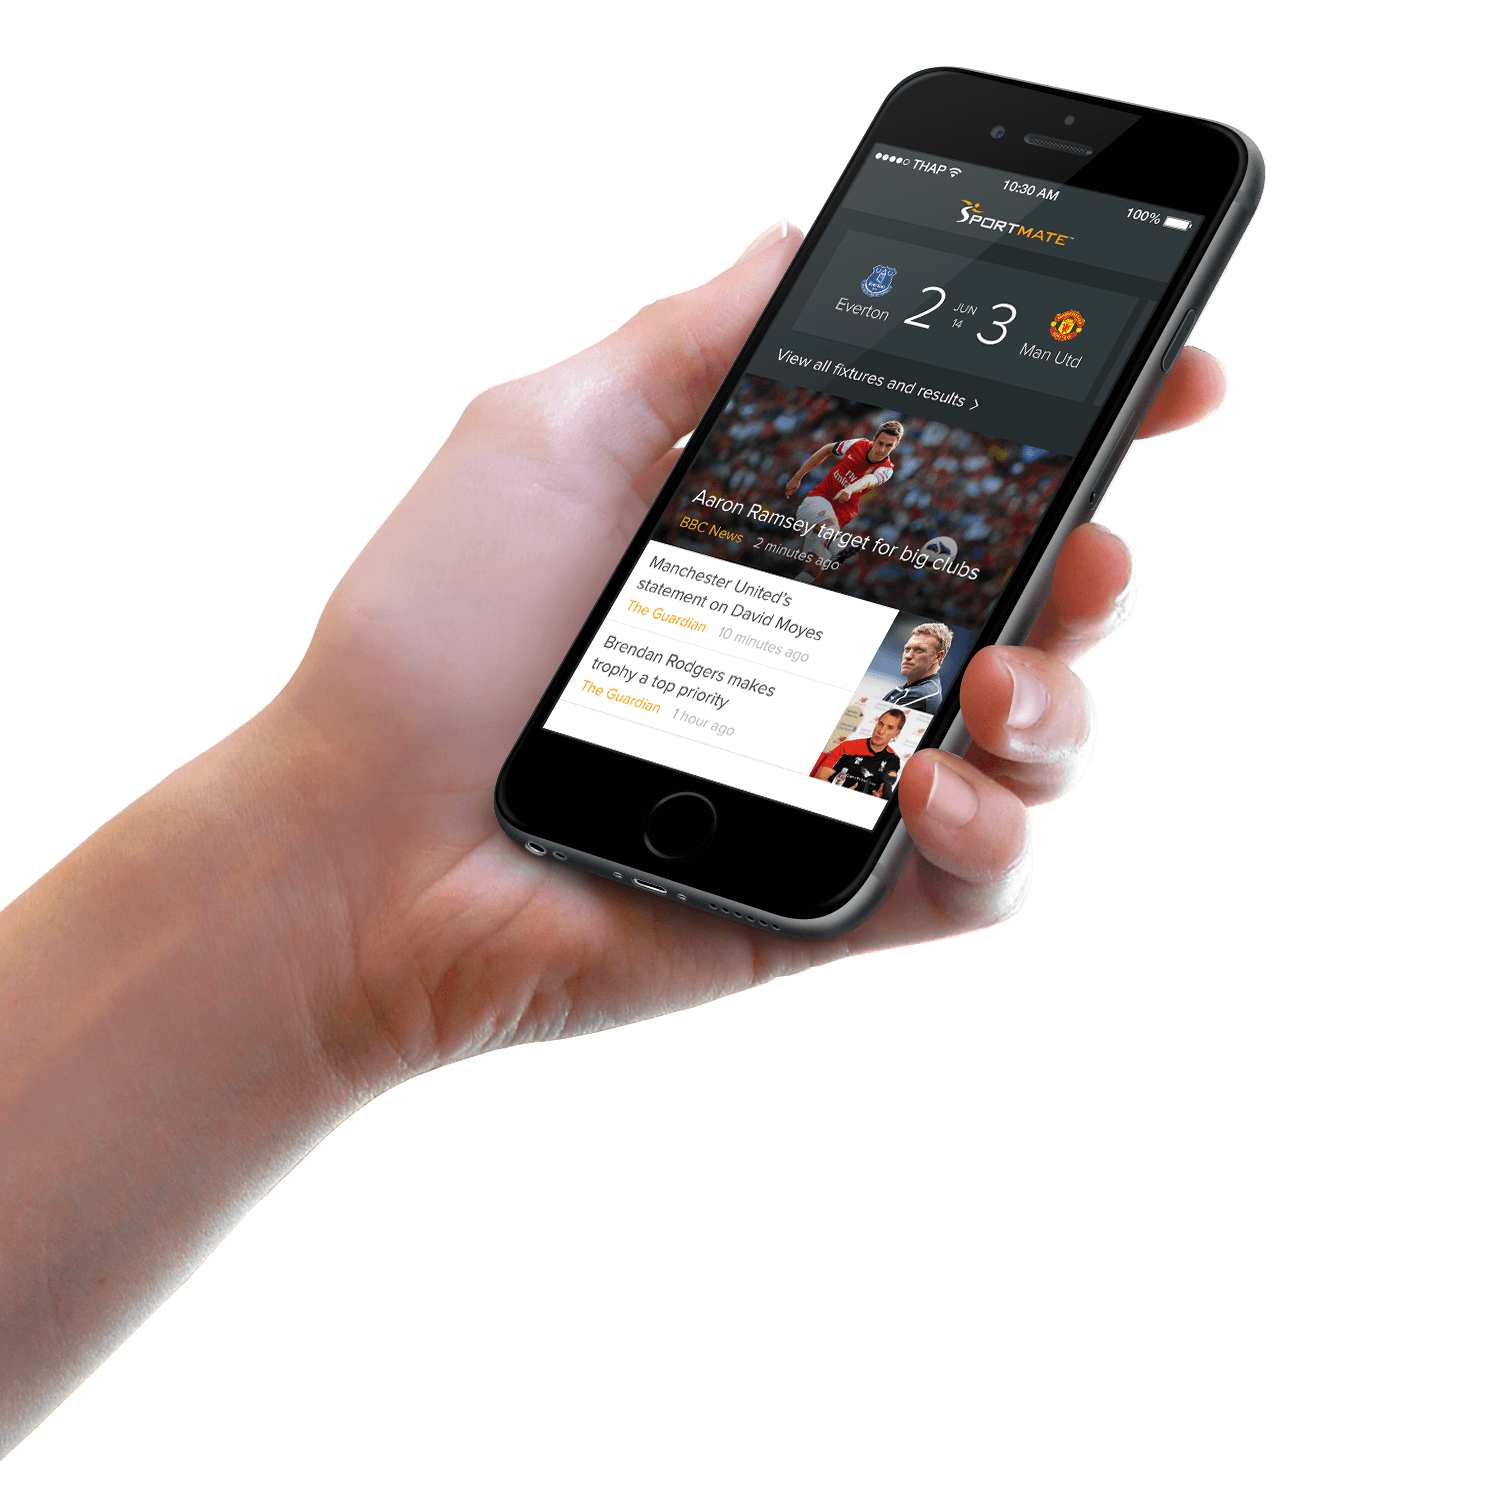 THAP
10:30 AM
100%
SPORTMATE™
Everton
2
JUN
14
3
Man Utd
View all fixtures and results >
Aaron Ramsey target for big clubs
BBC News 2 minutes ago
Manchester United's
statement on David Moyes
The Guardian 10 minutes ago
Brendan Rodgers makes
trophy a top priority
The Guardian 1 hour ago